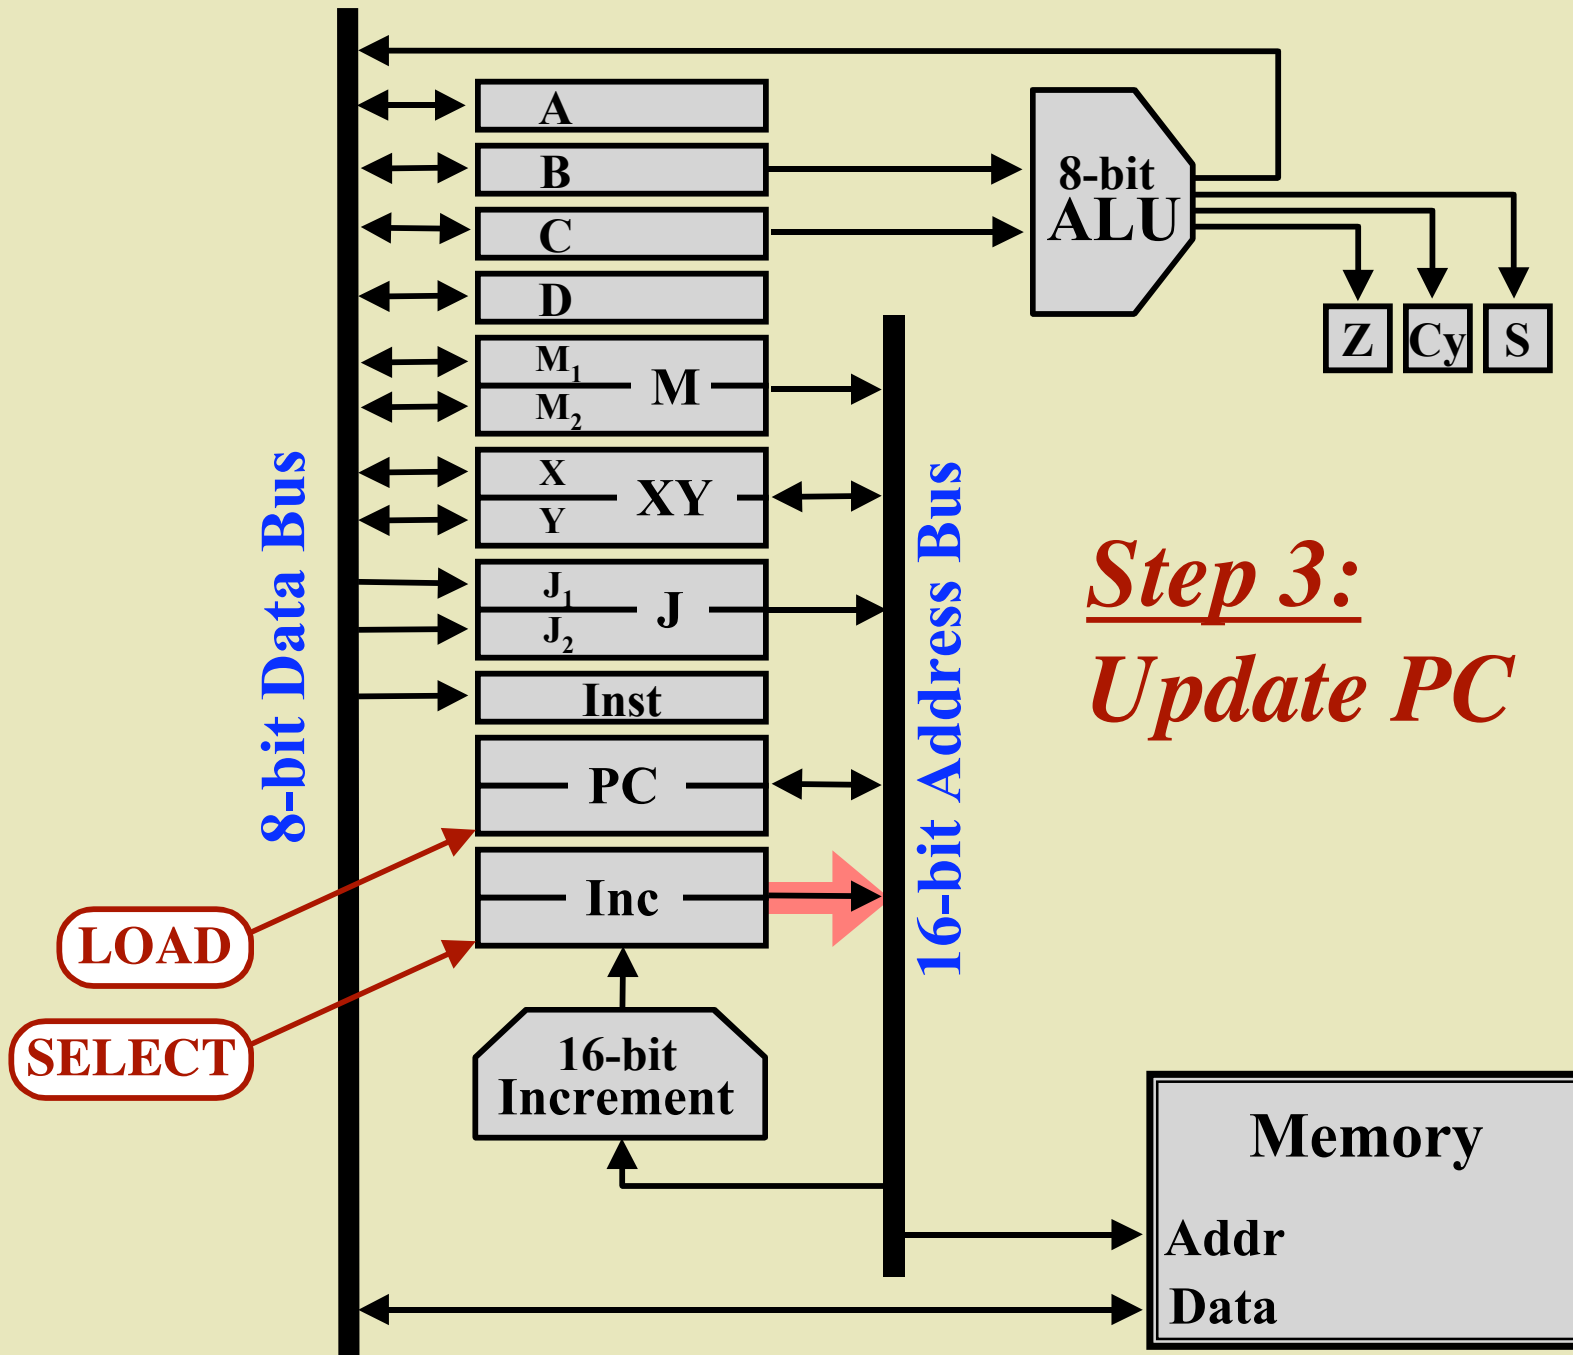 A
B
C
D
M1
M2
M
X
Y
XY
J1
J2
J
Inst
PC
Inc
16-bit
Increment
8-bit
ALU
Z
Cy
S
8-bit Data Bus
16-bit Address Bus
Step 3:
Update PC
LOAD
SELECT
Memory
Addr
Data